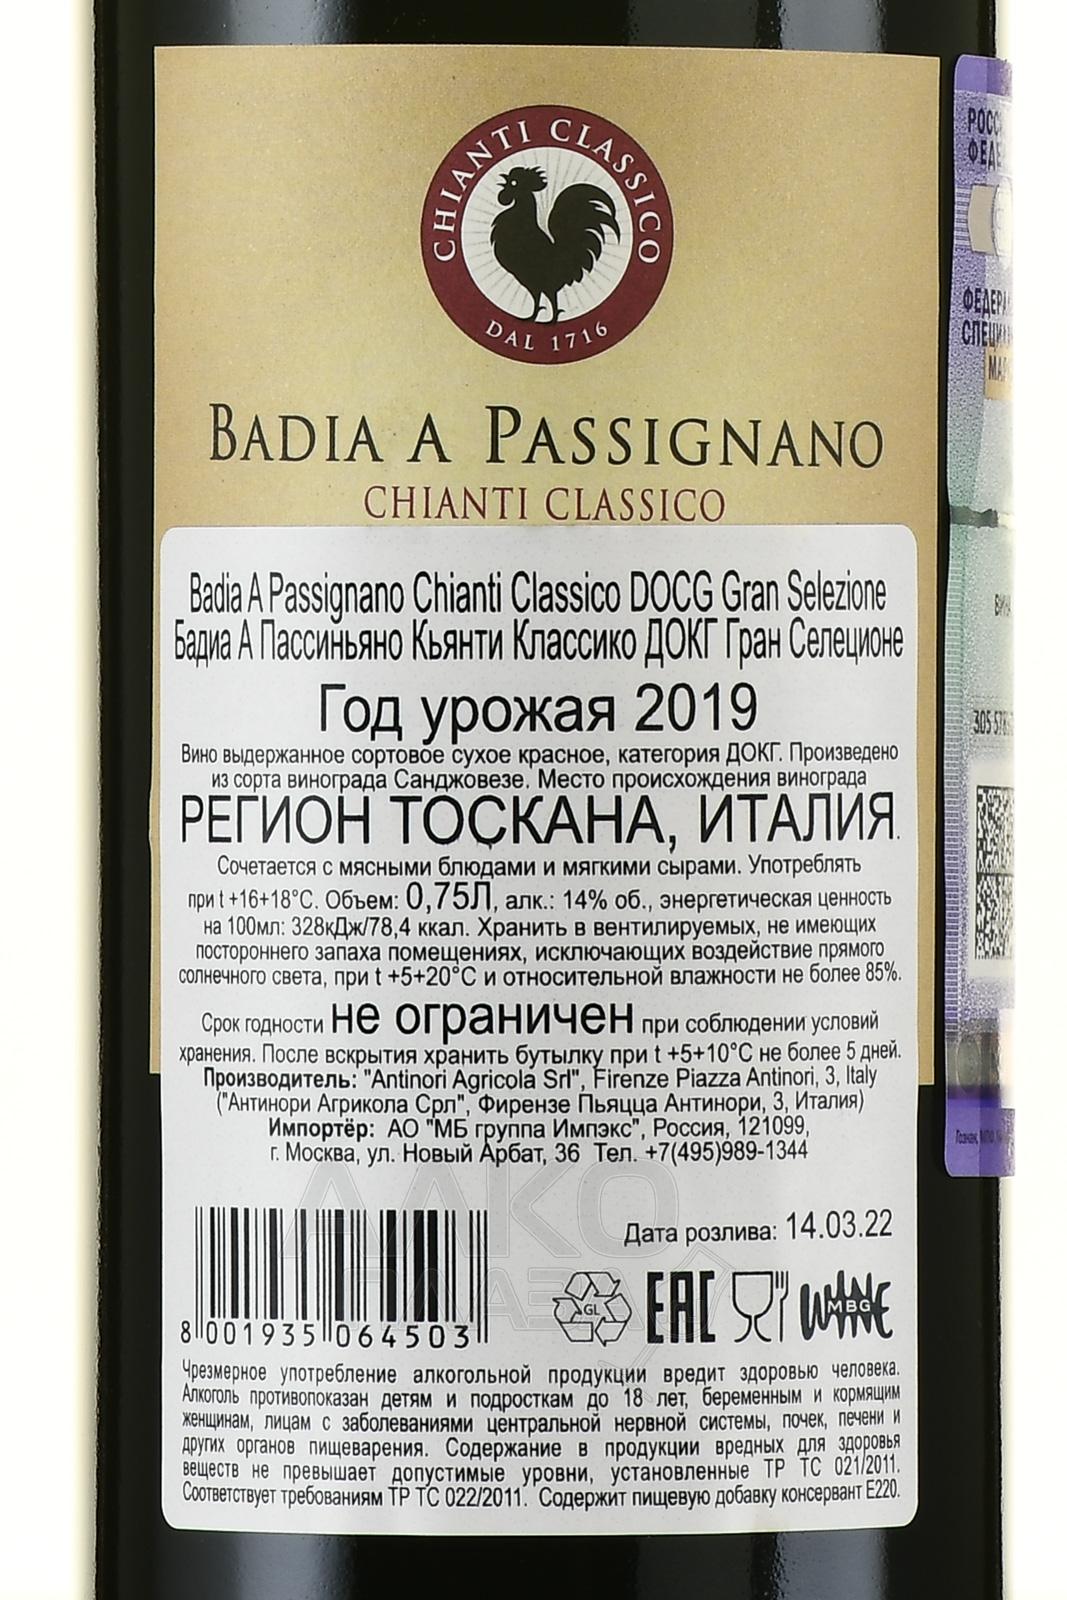 CHIANTI CLASSICO
DAL 1716
BADIA A PASSIGNANO
CHIANTI CLASSICO
Badia A Passignano Chianti Classico DOCG Gran Selezione
Бадиа А Пассиньяно Кьянти Классико ДОКГ Гран Селеционе
Год урожая 2019
Вино выдержанное сортовое сухое красное, категория ДОКГ. Произведено
из сорта винограда Санджовезе. Место происхождения винограда
РЕГИОН ТОСКАНА, ИТАЛИЯ.
Сочетается с мясными блюдами и мягкими сырами. Употреблять
при t +16+18°C. Объем: 0,75Л, алк.: 14% об., энергетическая ценность
на 100мл: 328кДж/78,4 ккал. Хранить в вентилируемых, не имеющих
постороннего запаха помещениях, исключающих воздействие прямого
солнечного света, при t +5+20°C и относительной влажности не более 85%.
Срок годности не ограничен при соблюдении условий
хранения. После вскрытия хранить бутылку при t +5+10°C не более 5 дней.
Производитель: "Antinori Agricola Srl", Firenze Piazza Antinori, 3, Italy
("Антинори Агрикола Срл", Фирензе Пьяцца Антинори, 3, Италия)
Импортёр: АО "МБ группа Импэкс", Россия, 121099,
г. Москва, ул. Новый Арбат, 36 Тел. +7(495)989-1344
Дата розлива: 14.03.22
GL EAC WINE MBG
8 001935 064503
АЛКО
ПЛАЗА
Чрезмерное употребление алкогольной продукции вредит здоровью человека.
Алкоголь противопоказан детям и подросткам до 18 лет, беременным и кормящим
женщинам, лицам с заболеваниями центральной нервной системы, почек, печени и
других органов пищеварения. Содержание в продукции вредных для здоровья
веществ не превышает допустимые уровни, установленные ТР ТС 021/2011.
Соответствует требованиям ТР ТС 022/2011. Содержит пищевую добавку консервант Е220.